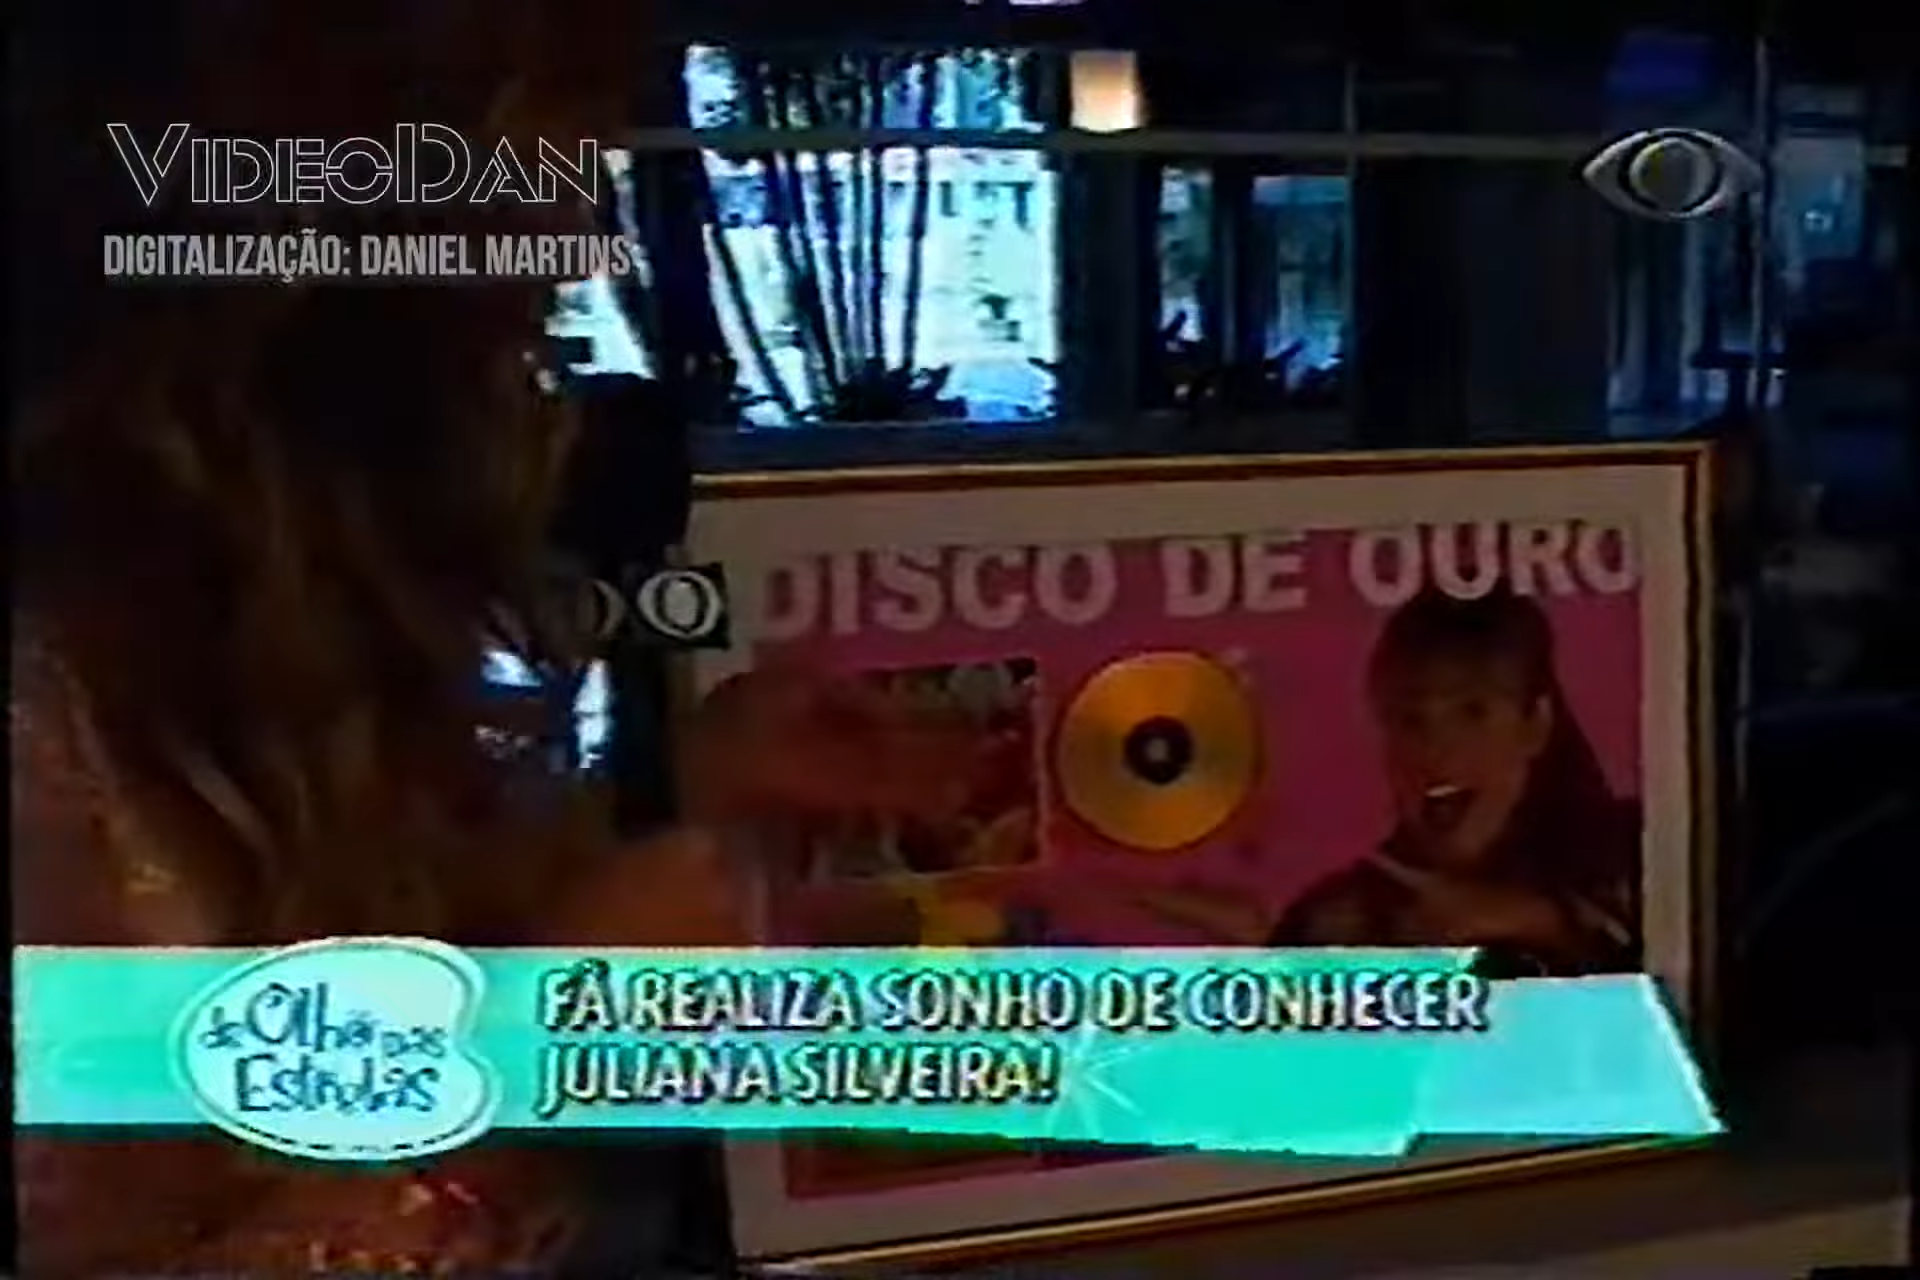 VIDEODAN
DIGITALIZAÇÃO: DANIEL MARTINS
DISCO DE OURO
de Olho nas
Estrelas
FÃ REALIZA SONHO DE CONHECER
JULIANA SILVEIRA!